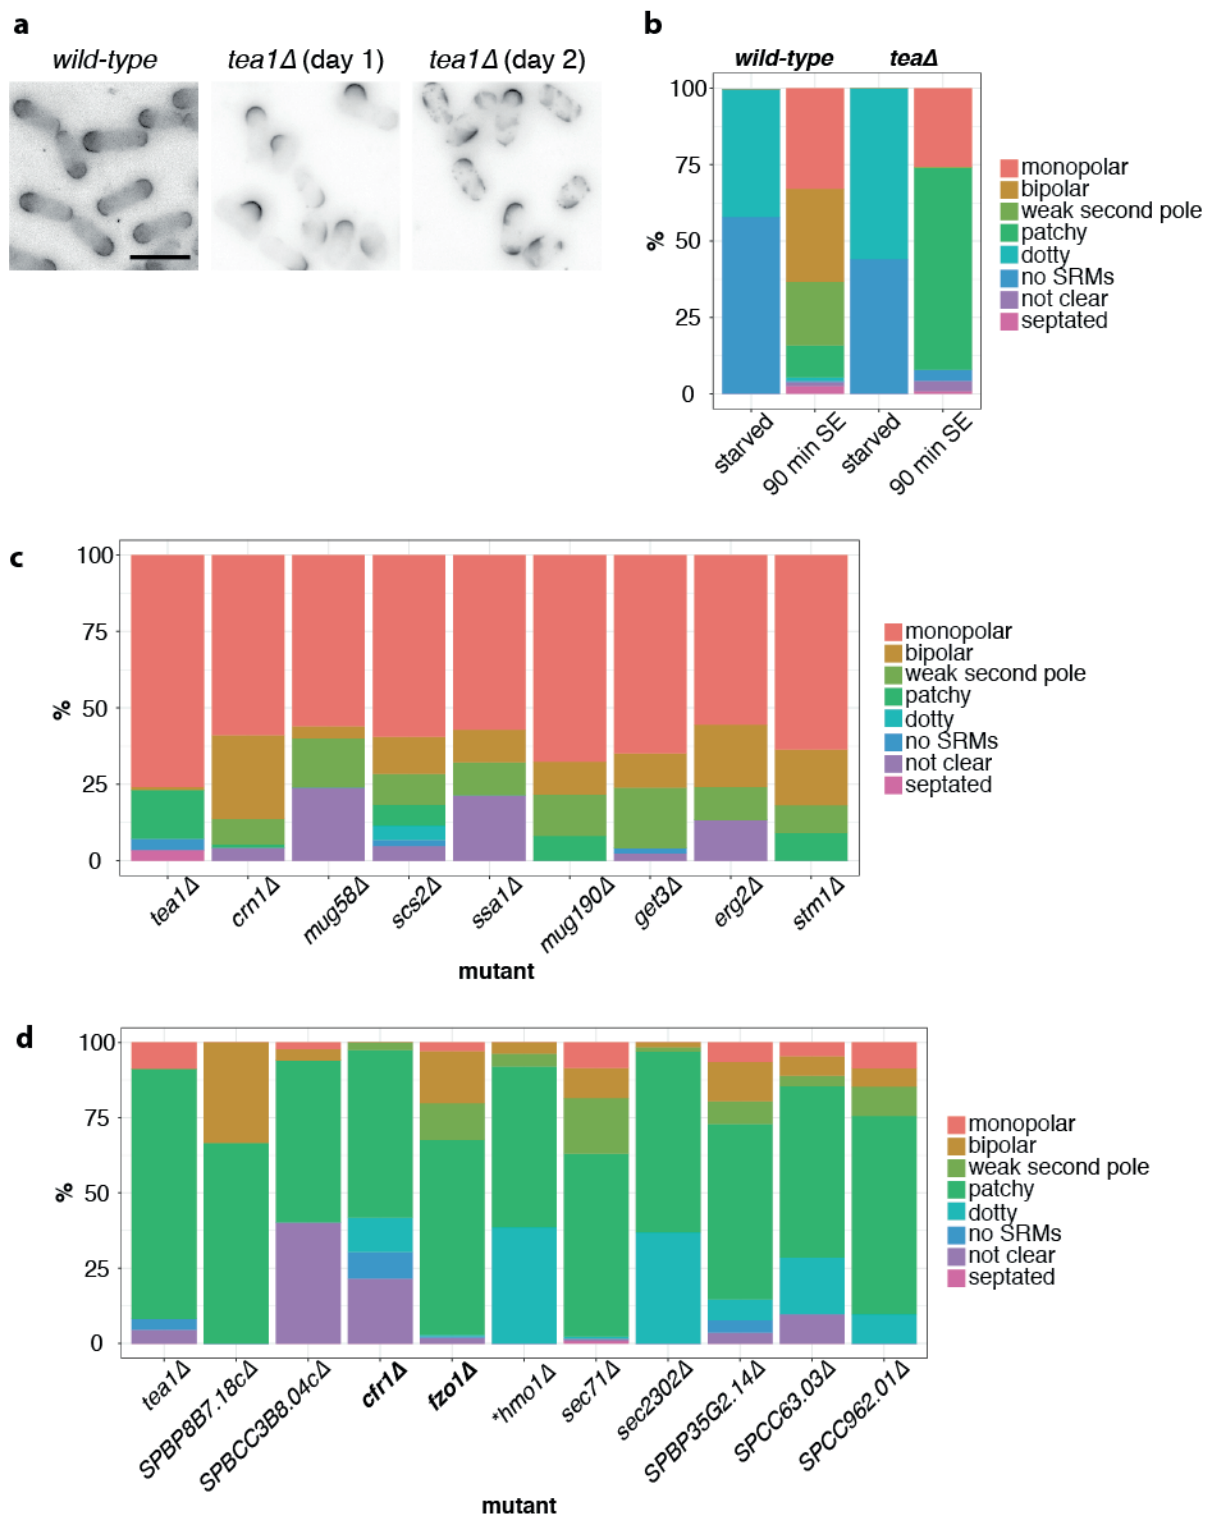 a
wild-type
tea1Δ (day 1)
tea1Δ (day 2)
b
wild-type
teaΔ
100
75
50
25
0
%
starved
90 min SE
starved
90 min SE
monopolar
bipolar
weak second pole
patchy
dotty
no SRMs
not clear
septated
c
100
75
50
25
0
%
tea1Δ
crn1Δ
mug58Δ
scs2Δ
ssa1Δ
mug190Δ
get3Δ
erg2Δ
stm1Δ
mutant
monopolar
bipolar
weak second pole
patchy
dotty
no SRMs
not clear
septated
d
100
75
50
25
0
%
tea1Δ
SPBP8B7.18cΔ
SPBCC3B8.04cΔ
cfr1Δ
fzo1Δ
*hmo1Δ
sec71Δ
sec2302Δ
SPBP35G2.14Δ
SPCC63.03Δ
SPCC962.01Δ
mutant
monopolar
bipolar
weak second pole
patchy
dotty
no SRMs
not clear
septated